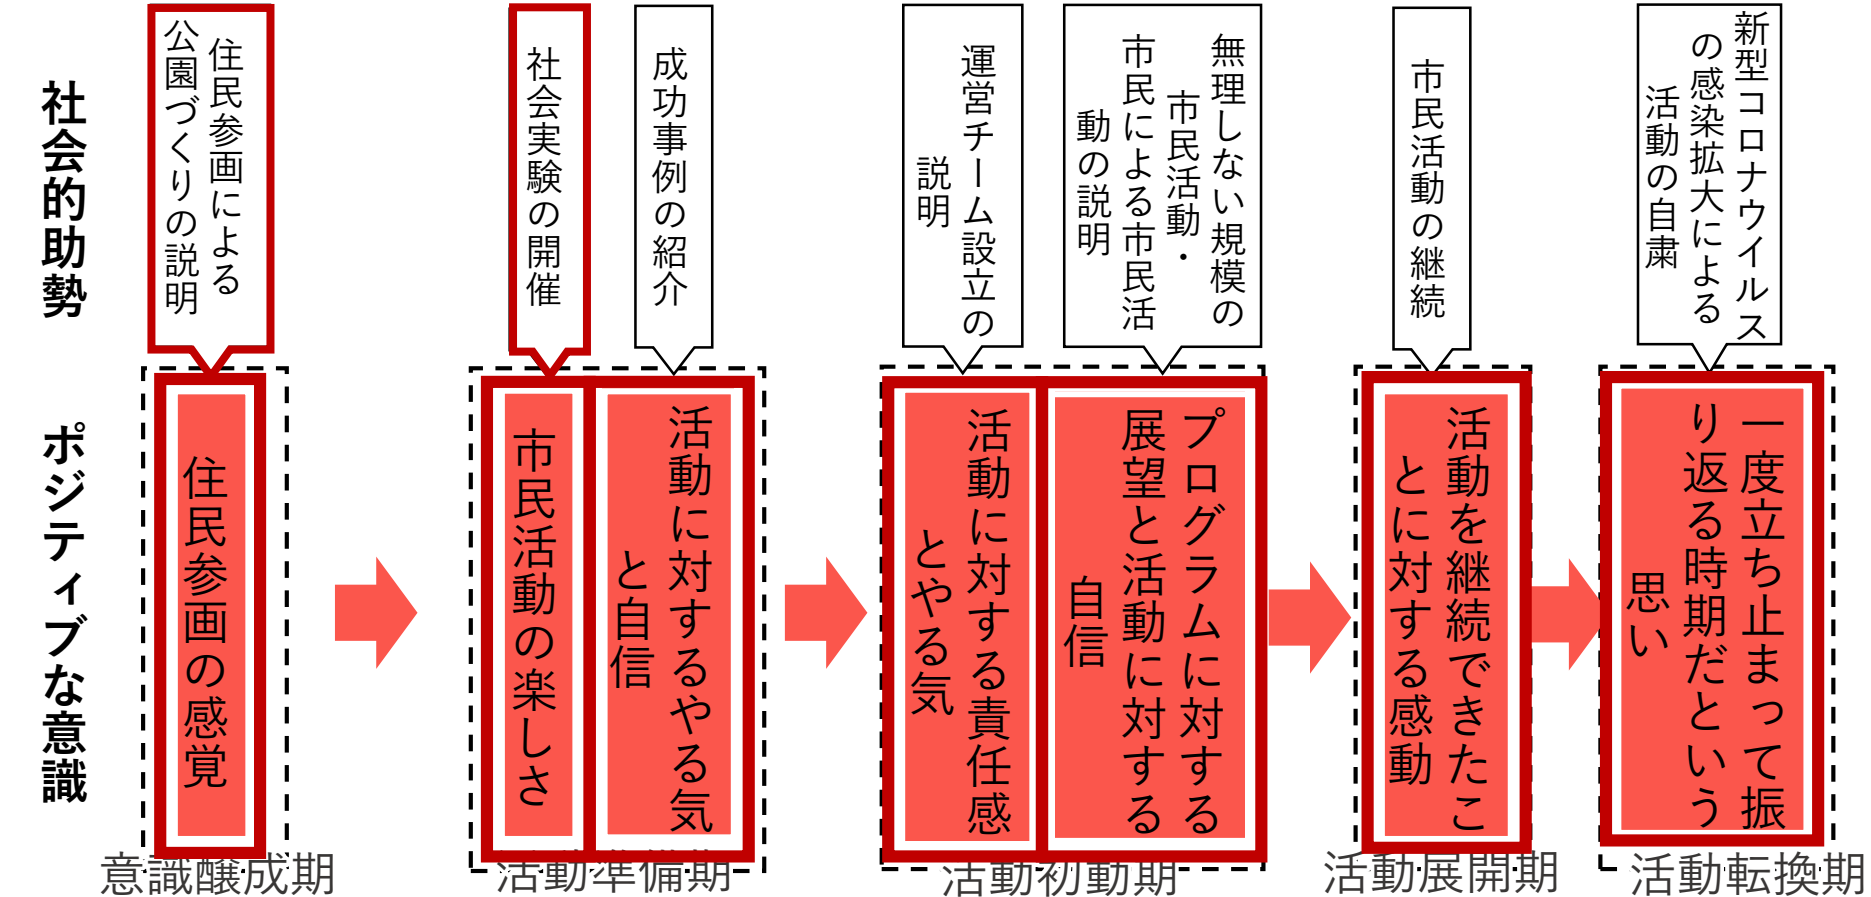 社会的助勢
住民参画による
公園づくりの説明
社会実験の開催
成功事例の紹介
運営チーム設立の
説明
無理しない規模の
市民活動・
市民による市民活
動の説明
市民活動の継続
新型コロナウイルス
の感染拡大による
活動の自粛
ポジティブな意識
住民参画の感覚
市民活動の楽しさ
活動に対するやる気
と自信
活動に対する責任感
とやる気
プログラムに対する
展望と活動に対する
自信
活動を継続できたこ
とに対する感動
一度立ち止まって振
り返る時期だという
思い
意識醸成期
活動準備期
活動初動期
活動展開期
活動転換期